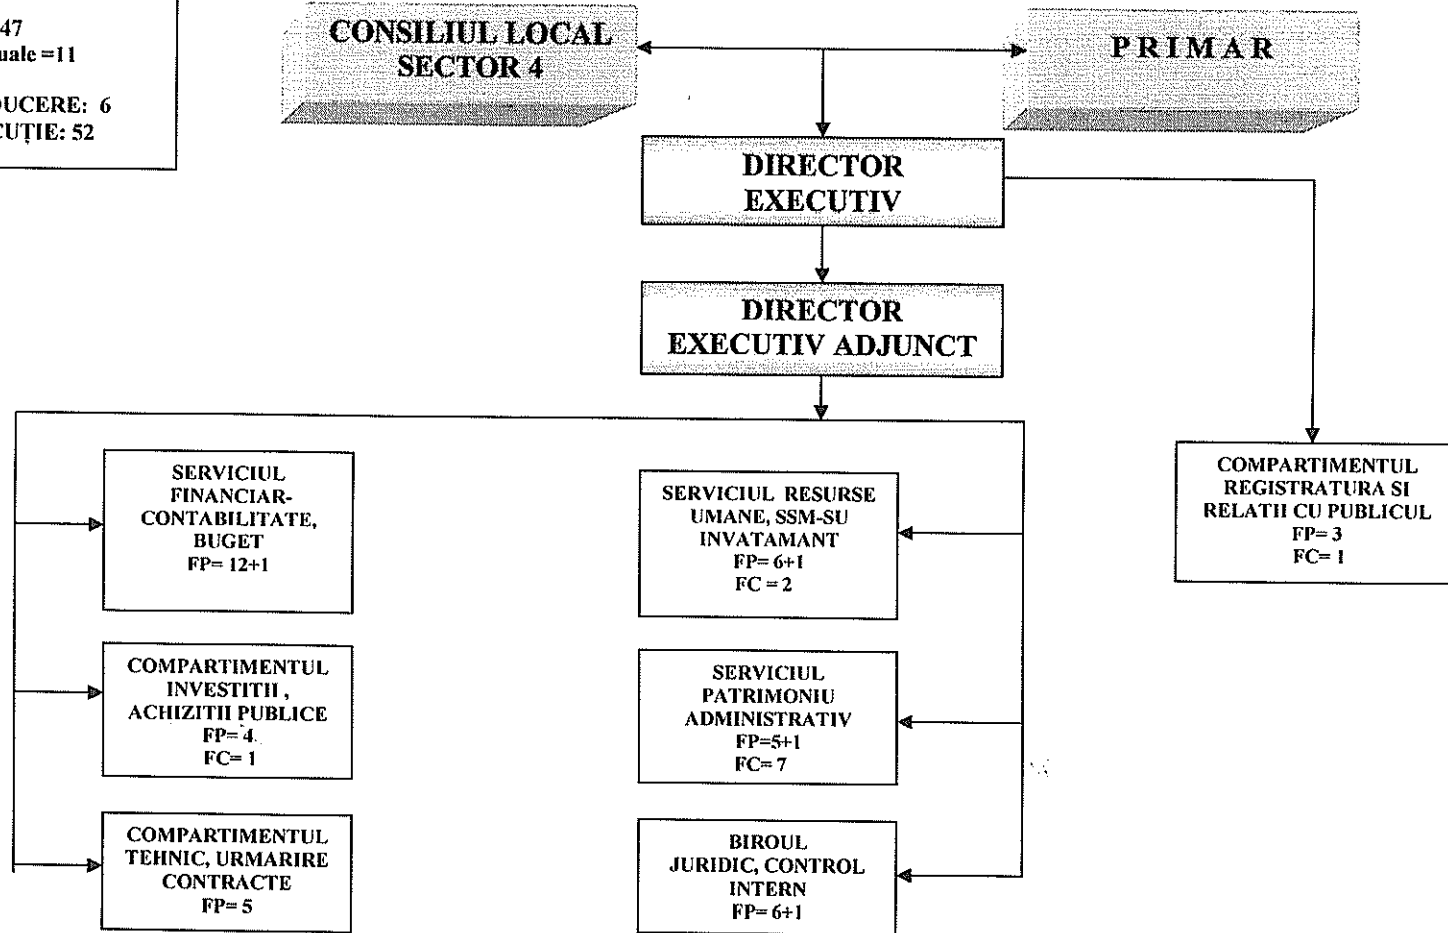 47
uale =11
DUCERE: 6
CUȚIE: 52
CONSILIUL LOCAL
SECTOR 4
PRIMAR
DIRECTOR
EXECUTIV
DIRECTOR
EXECUTIV ADJUNCT
SERVICIUL
FINANCIAR-
CONTABILITATE,
BUGET
FP= 12+1
COMPARTIMENTUL
INVESTITII ,
ACHIZITII PUBLICE
FP= 4
FC= 1
COMPARTIMENTUL
TEHNIC, URMARIRE
CONTRACTE
FP= 5
SERVICIUL RESURSE
UMANE, SSM-SU
INVATAMANT
FP= 6+1
FC = 2
SERVICIUL
PATRIMONIU
ADMINISTRATIV
FP=5+1
FC= 7
BIROUL
JURIDIC, CONTROL
INTERN
FP= 6+1
COMPARTIMENTUL
REGISTRATURA SI
RELATII CU PUBLICUL
FP= 3
FC= 1